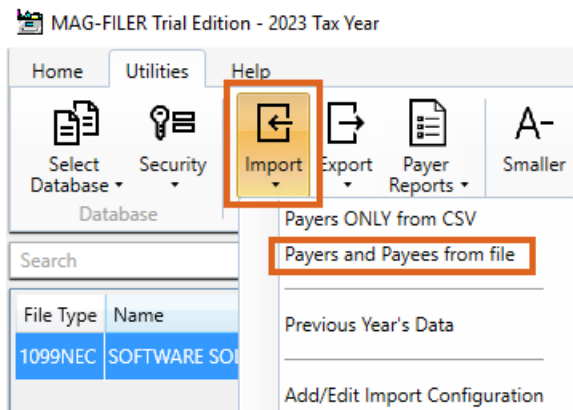 MAG-FILER Trial Edition - 2023 Tax Year
Home Utilities Help
Select Database Security Import Export Payer Reports A- Smaller
Database
Payers ONLY from CSV
Search
Payers and Payees from file
File Type Name
Previous Year's Data
1099NEC SOFTWARE
Add/Edit Import Configuration